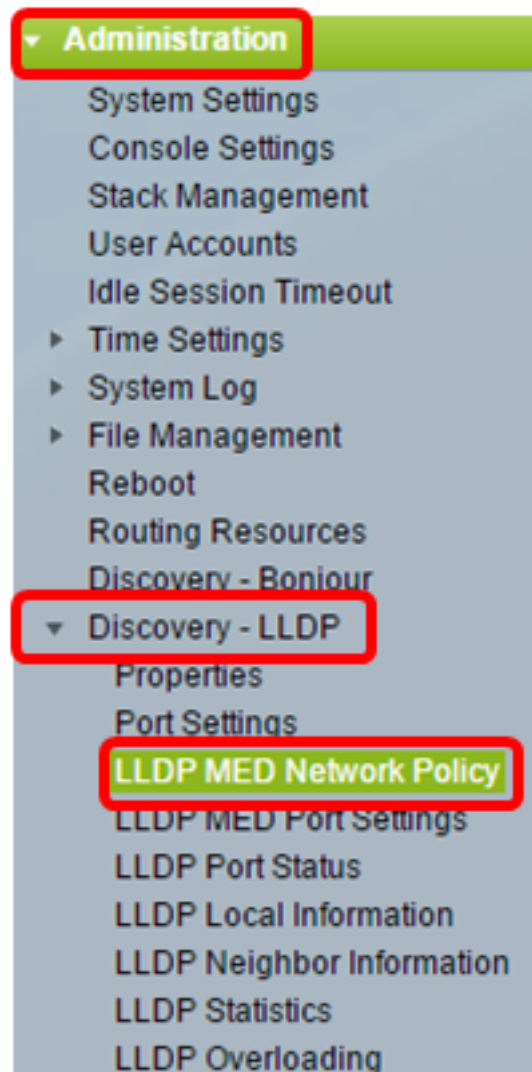 Administration
System Settings
Console Settings
Stack Management
User Accounts
Idle Session Timeout
Time Settings
System Log
File Management
Reboot
Routing Resources
Discovery - Bonjour
Discovery - LLDP
Properties
Port Settings
LLDP MED Network Policy
LLDP MED Port Settings
LLDP Port Status
LLDP Local Information
LLDP Neighbor Information
LLDP Statistics
LLDP Overloading